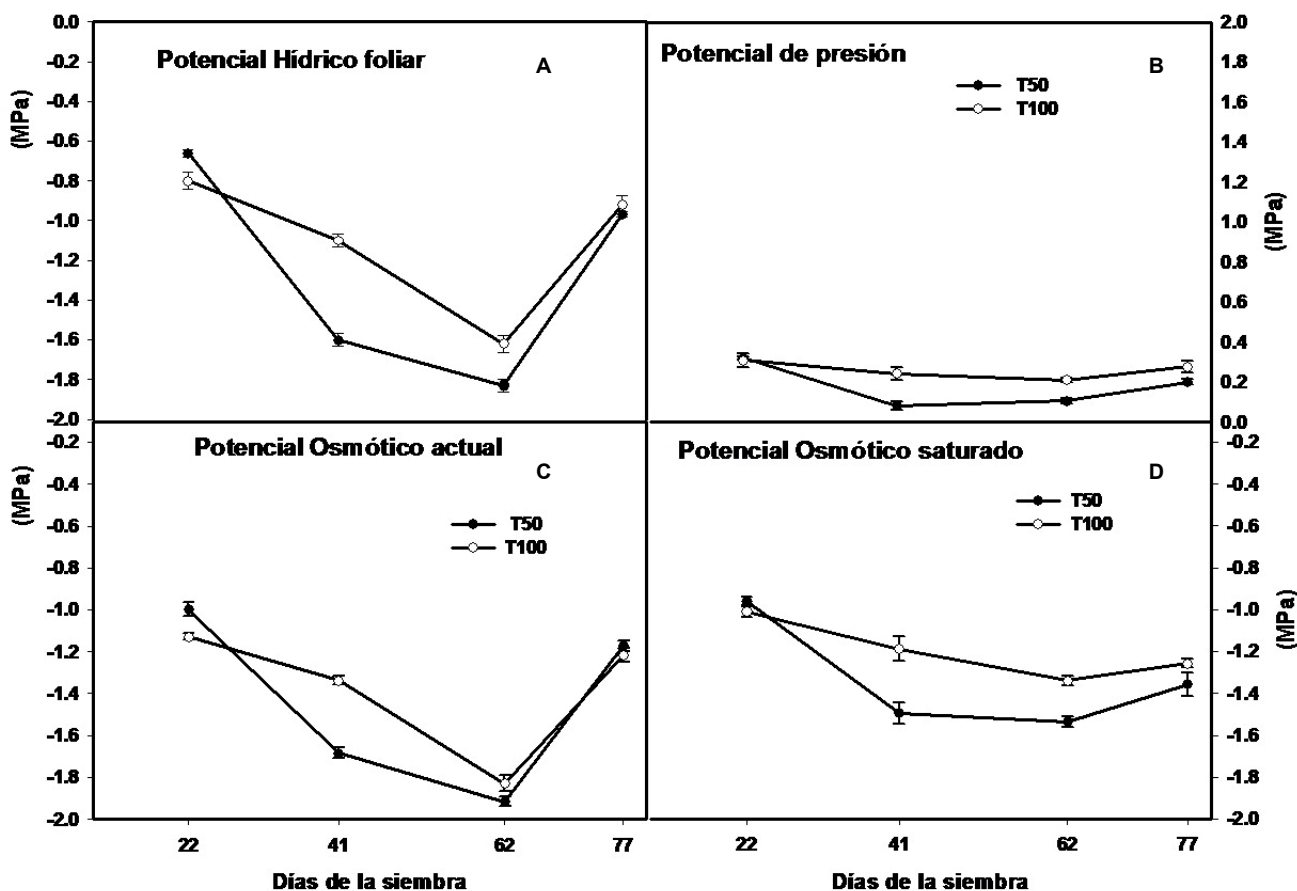 Potencial Hídrico foliar
A
(MPa)
0.0
-0.2
-0.4
-0.6
-0.8
-1.0
-1.2
-1.4
-1.6
-1.8
-2.0
Potencial de presión
B
T50
T100
2.0
1.8
1.6
1.4
1.2
1.0
0.8
0.6
0.4
0.2
0.0
(MPa)
Potencial Osmótico actual
C
T50
T100
(MPa)
-0.2
-0.4
-0.6
-0.8
-1.0
-1.2
-1.4
-1.6
-1.8
-2.0
22 41 62 77
Días de la siembra
Potencial Osmótico saturado
D
T50
T100
-0.2
-0.4
-0.6
-0.8
-1.0
-1.2
-1.4
-1.6
-1.8
-2.0
(MPa)
22 41 62 77
Días de la siembra